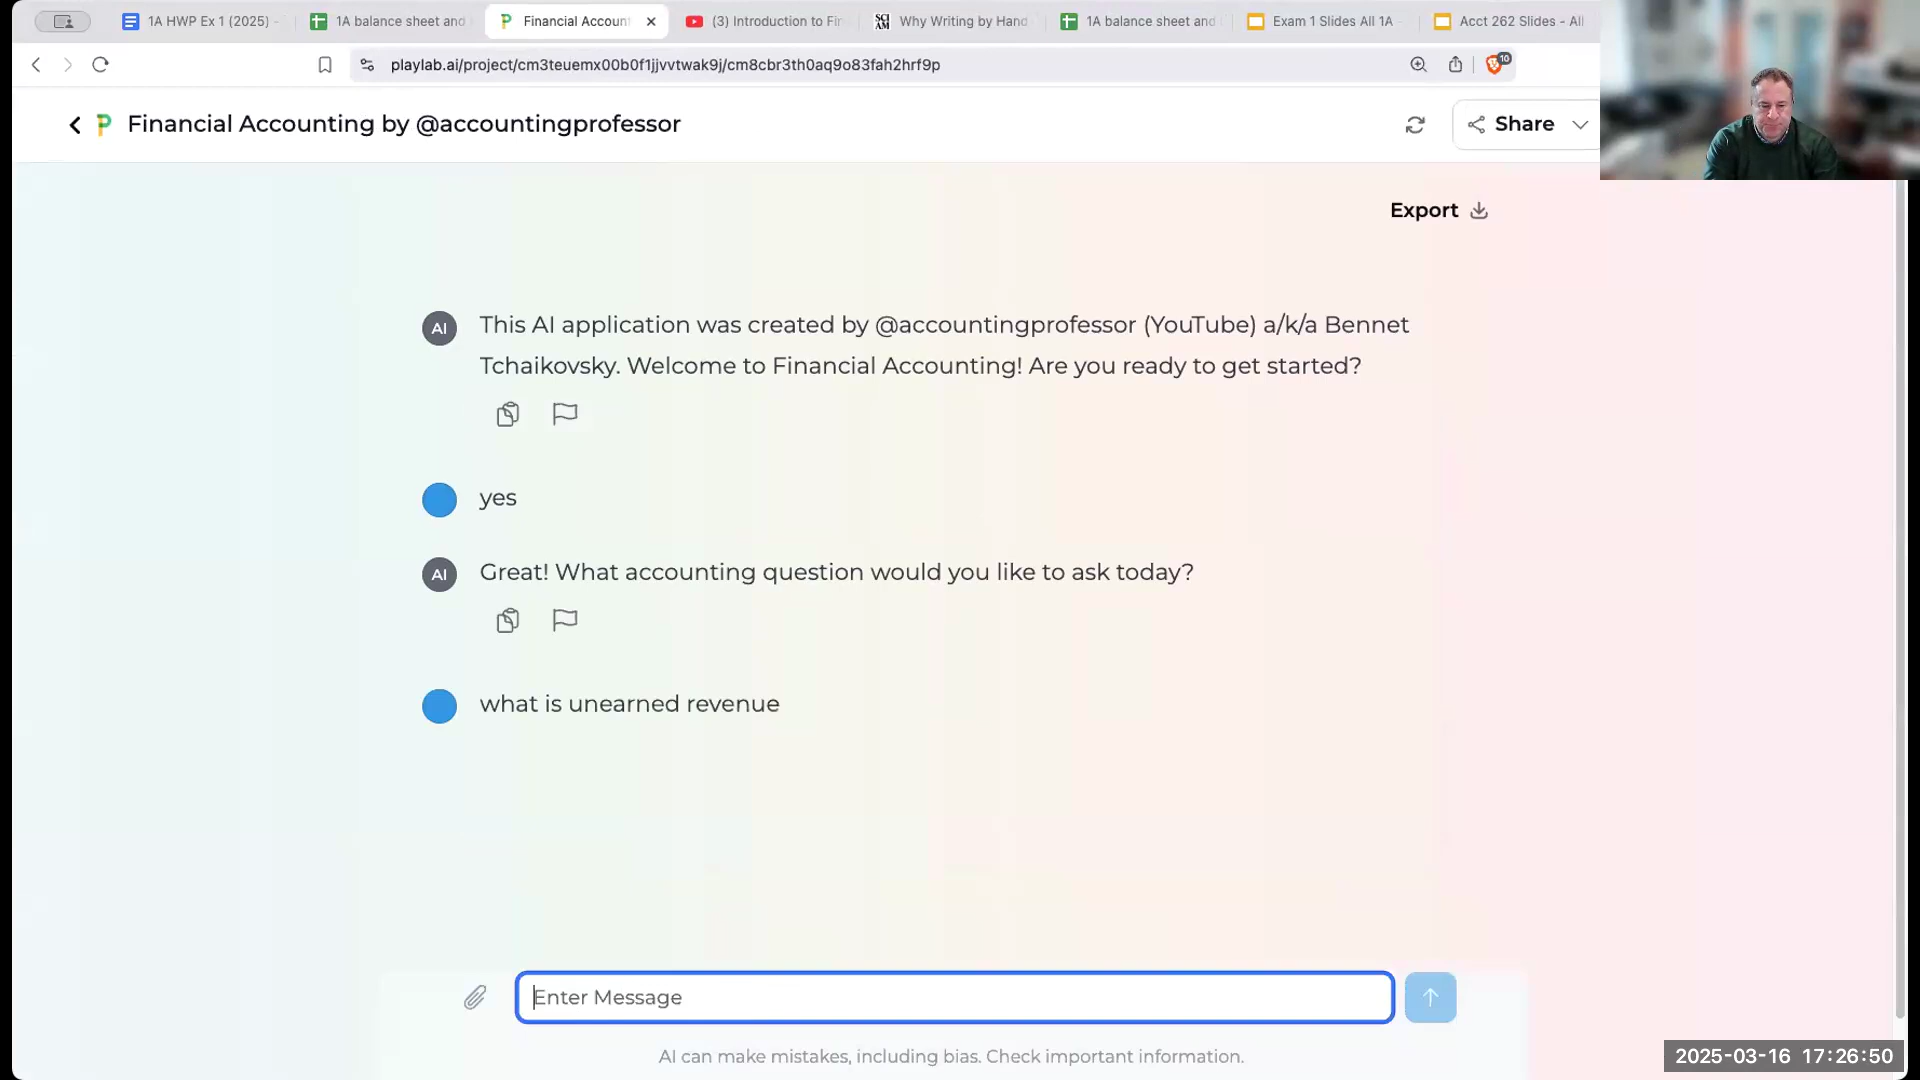 1A HWP Ex 1 (2025) -
1A balance sheet and
Financial Accoun
(3) Introduction to Fir
SCI AM
Why Writing by Hand
1A balance sheet and
Exam 1 Slides All 1A
Acct 262 Slides - All
playlab.ai/project/cm3teuemx00b0f1jjvvtwak9j/cm8cbr3th0aq9o83fah2hrf9p
10
Financial Accounting by @accountingprofessor
Share
Export
AI
This AI application was created by @accountingprofessor (YouTube) a/k/a Bennet
Tchaikovsky. Welcome to Financial Accounting! Are you ready to get started?
yes
AI
Great! What accounting question would you like to ask today?
what is unearned revenue
Enter Message
AI can make mistakes, including bias. Check important information.
2025-03-16 17:26:50